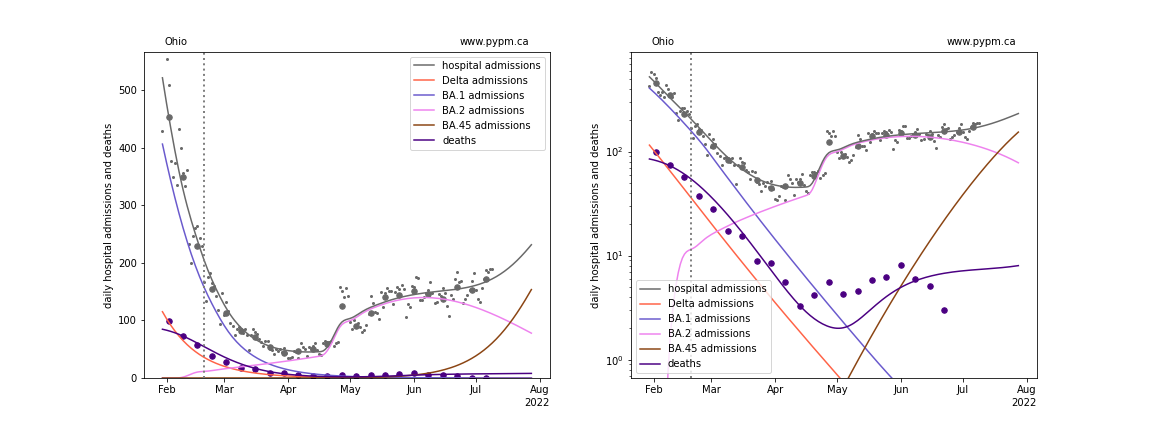 Ohio
www.pypm.ca
daily hospital admissions and deaths
500
400
300
200
100
0
hospital admissions
Delta admissions
BA.1 admissions
BA.2 admissions
BA.45 admissions
deaths
Feb
Mar
Apr
May
Jun
Jul
Aug
2022
Ohio
www.pypm.ca
daily hospital admissions and deaths
10²
10¹
10⁰
hospital admissions
Delta admissions
BA.1 admissions
BA.2 admissions
BA.45 admissions
deaths
Feb
Mar
Apr
May
Jun
Jul
Aug
2022